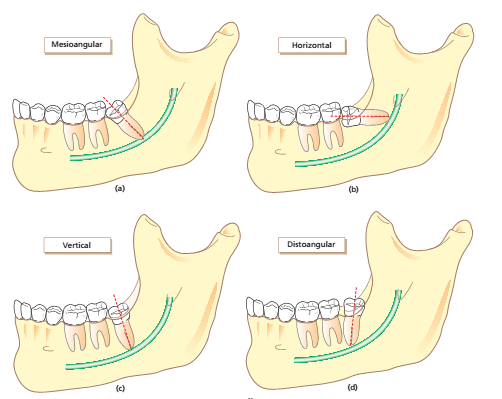 Mesioangular
Horizontal
(a)
(b)
Vertical
Distoangular
(c)
(d)